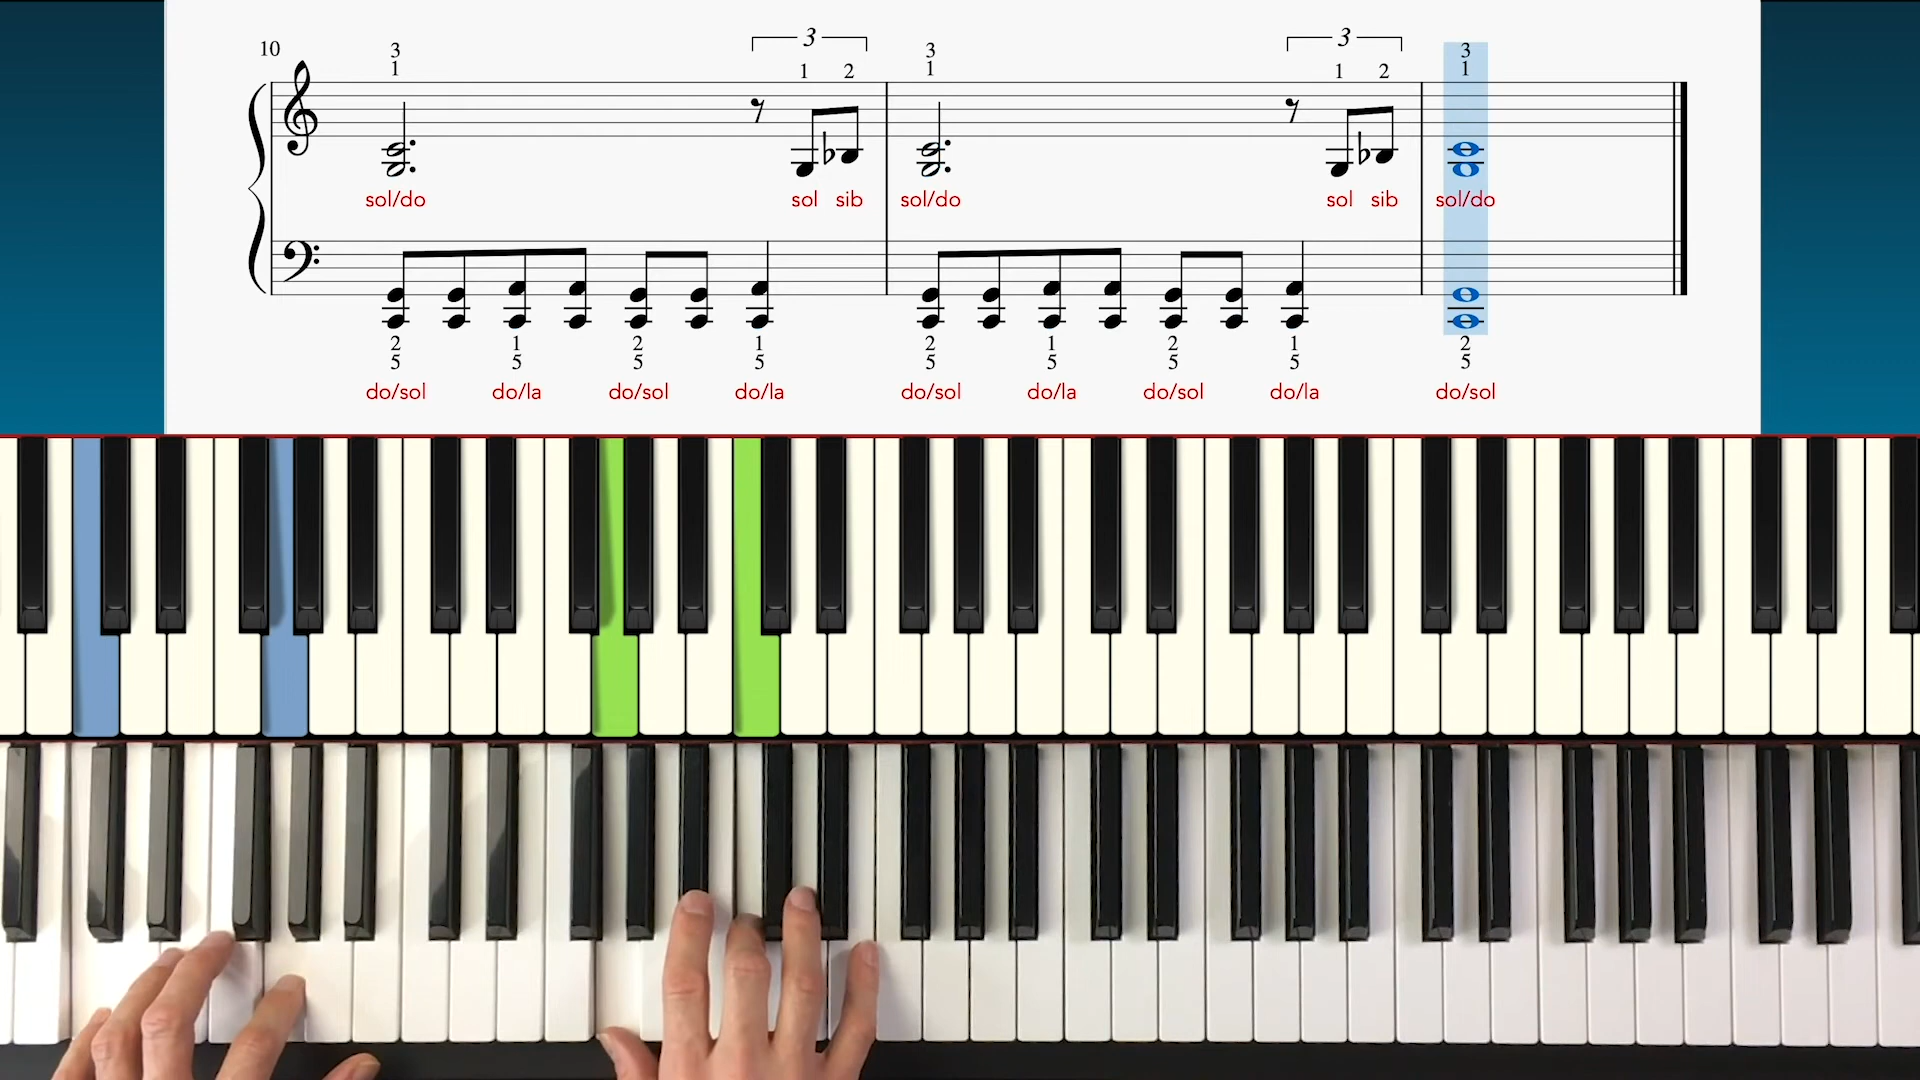 10 3 3 3 3 3
1 1 2 1 1 2 1
sol/do sol sib sol/do sol sib sol/do
2 1 2 1 2 1 2 1 2
5 5 5 5 5 5 5 5 5
do/sol do/la do/sol do/la do/sol do/la do/sol do/la do/sol